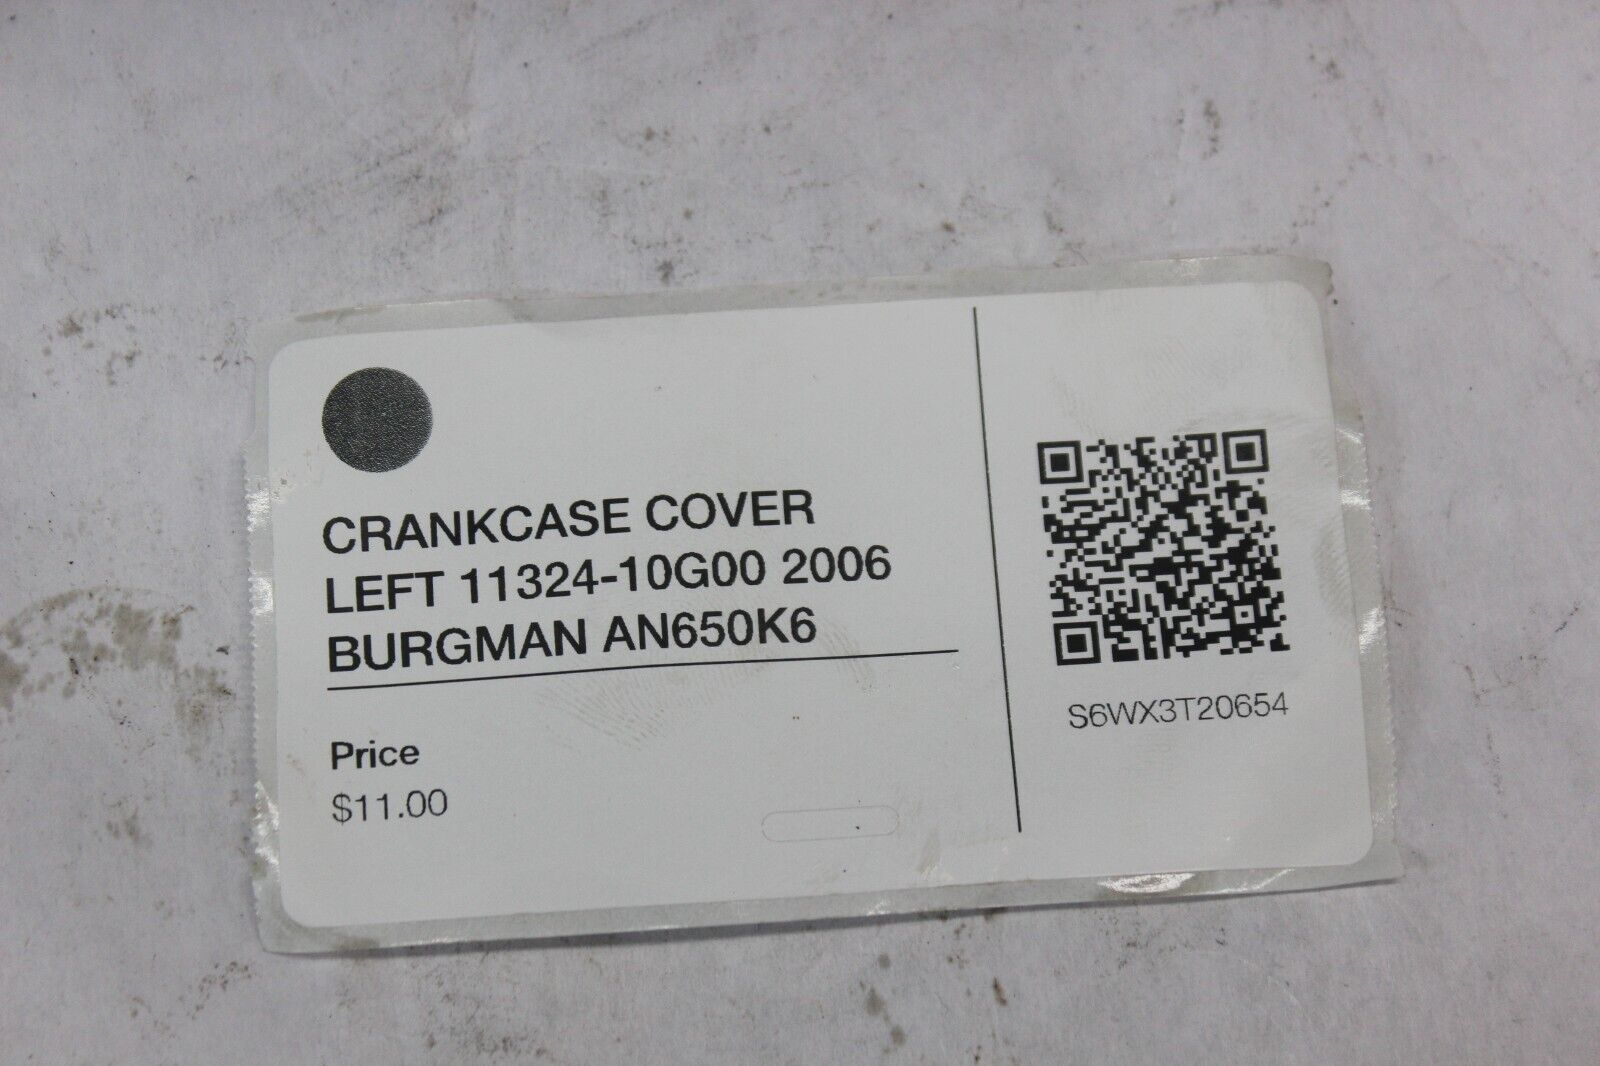 CRANKCASE COVER
LEFT 11324-10G00 2006
BURGMAN AN650K6
Price
$11.00
S6WX3T20654